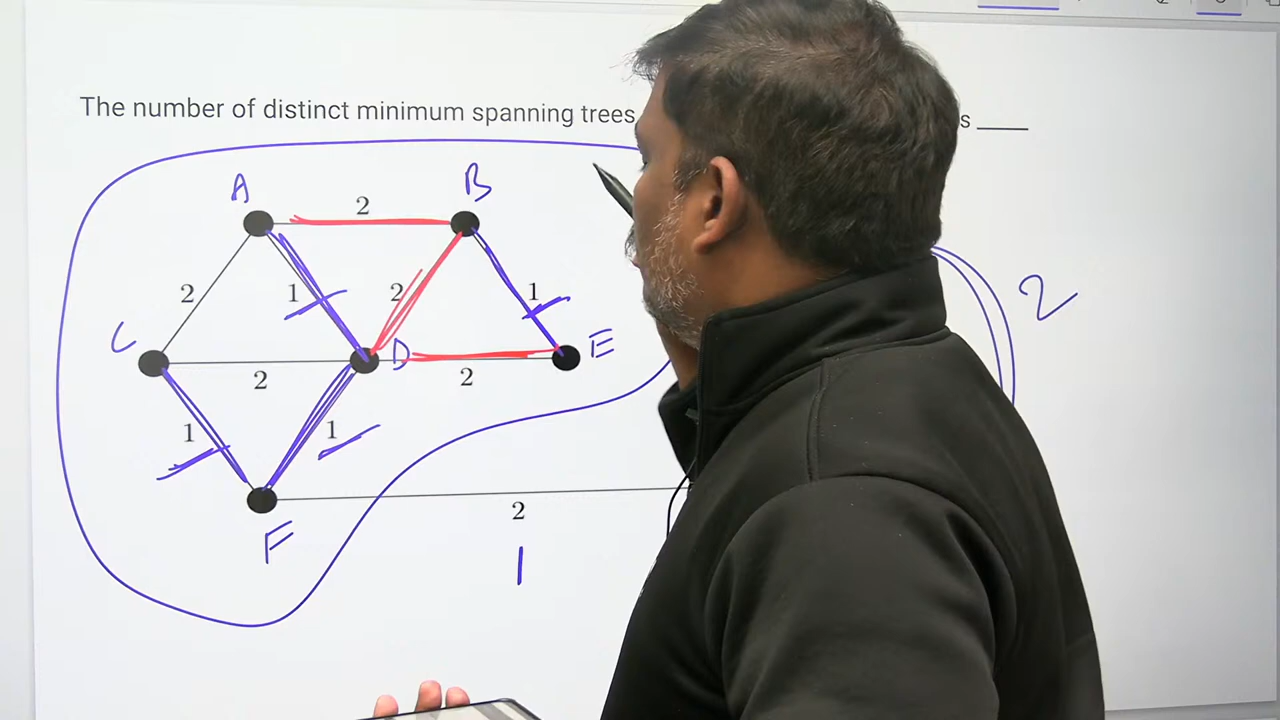 The number of distinct minimum spanning trees s ____
A B
2
2 1 2 1 2
C D E
2 2
1 1
F
2
1